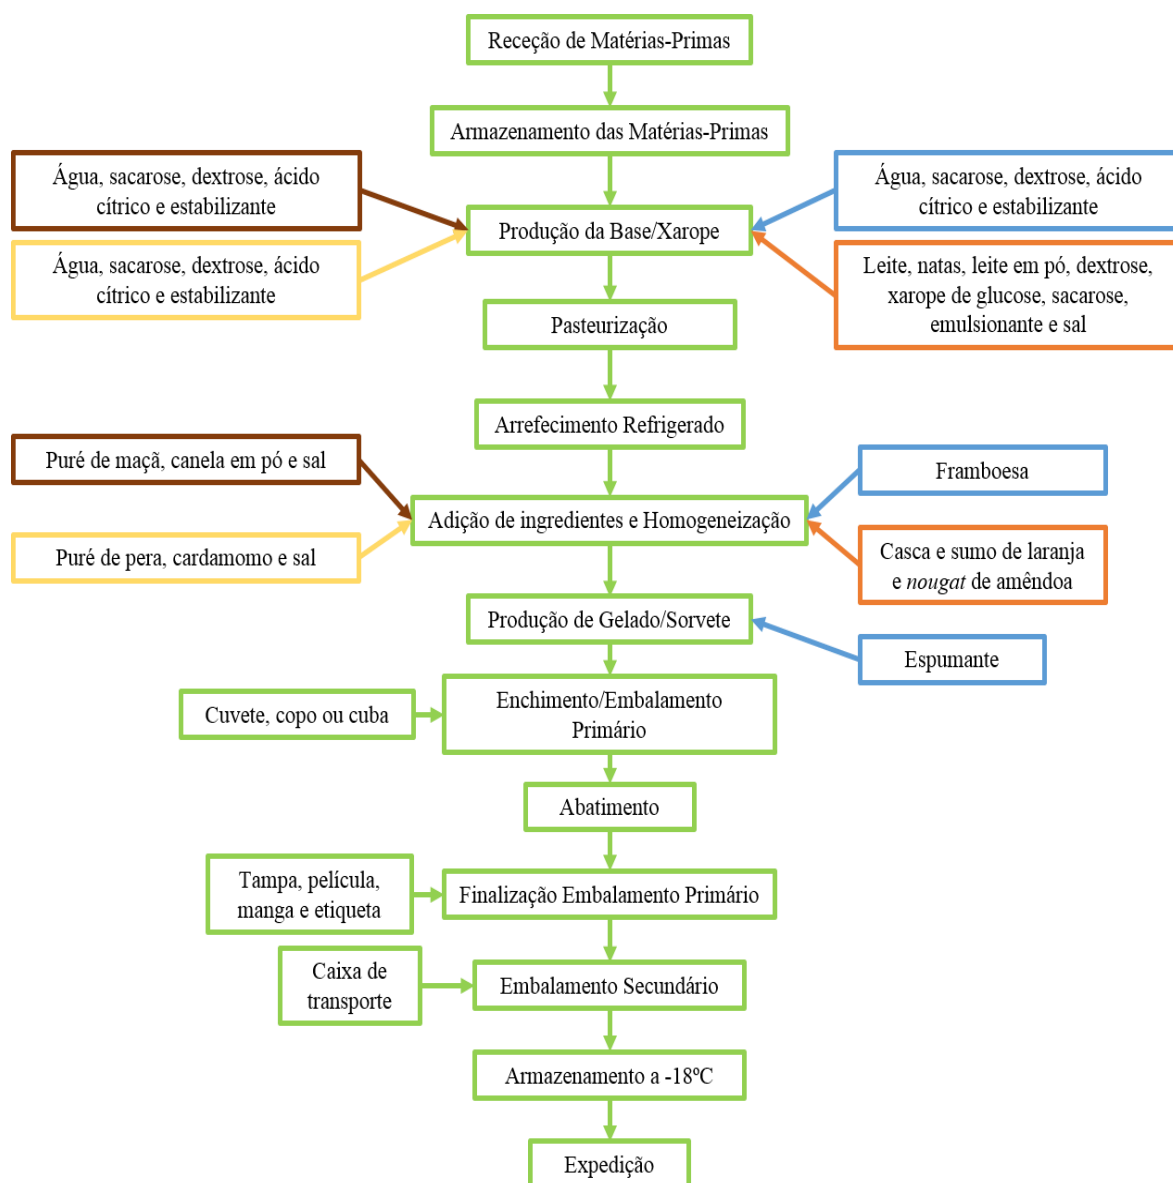 Receção de Matérias-Primas
Armazenamento das Matérias-Primas
Água, sacarose, dextrose, ácido
cítrico e estabilizante
Água, sacarose, dextrose, ácido
cítrico e estabilizante
Produção da Base/Xarope
Água, sacarose, dextrose, ácido
cítrico e estabilizante
Leite, natas, leite em pó, dextrose,
xarope de glucose, sacarose,
emulsionante e sal
Pasteurização
Arrefecimento Refrigerado
Puré de maçã, canela em pó e sal
Framboesa
Adição de ingredientes e Homogeneização
Puré de pera, cardamomo e sal
Casca e sumo de laranja
e nougat de amêndoa
Produção de Gelado/Sorvete
Espumante
Cuvete, copo ou cuba
Enchimento/Embalamento
Primário
Abatimento
Tampa, película,
manga e etiqueta
Finalização Embalamento Primário
Caixa de
transporte
Embalamento Secundário
Armazenamento a -18ºC
Expedição